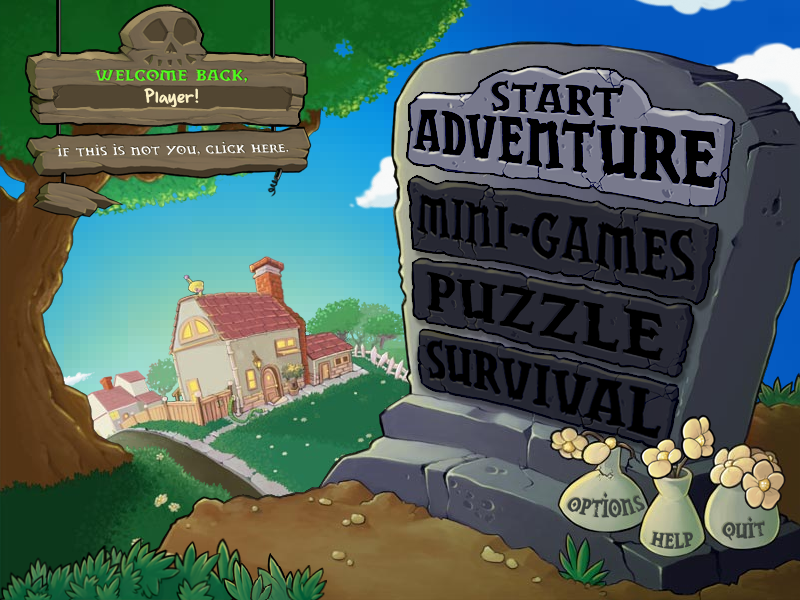 WELCOME BACK,
Player!
IF THIS IS NOT YOU, CLICK HERE.
START
ADVENTURE
MINI-GAMES
PUZZLE
SURVIVAL
OPTIONS
HELP
QUIT